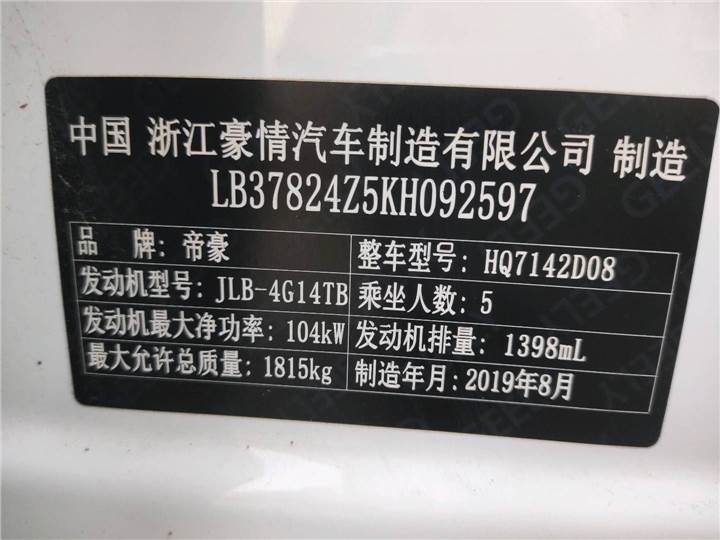 中国 浙江豪情汽车制造有限公司 制造
LB37824Z5KH092597
品 牌: 帝豪 整车型号: HQ7142D08
发动机型号: JLB-4G14TB 乘坐人数: 5
发动机最大净功率: 104kW 发动机排量: 1398mL
最大允许总质量: 1815kg 制造年月: 2019年8月